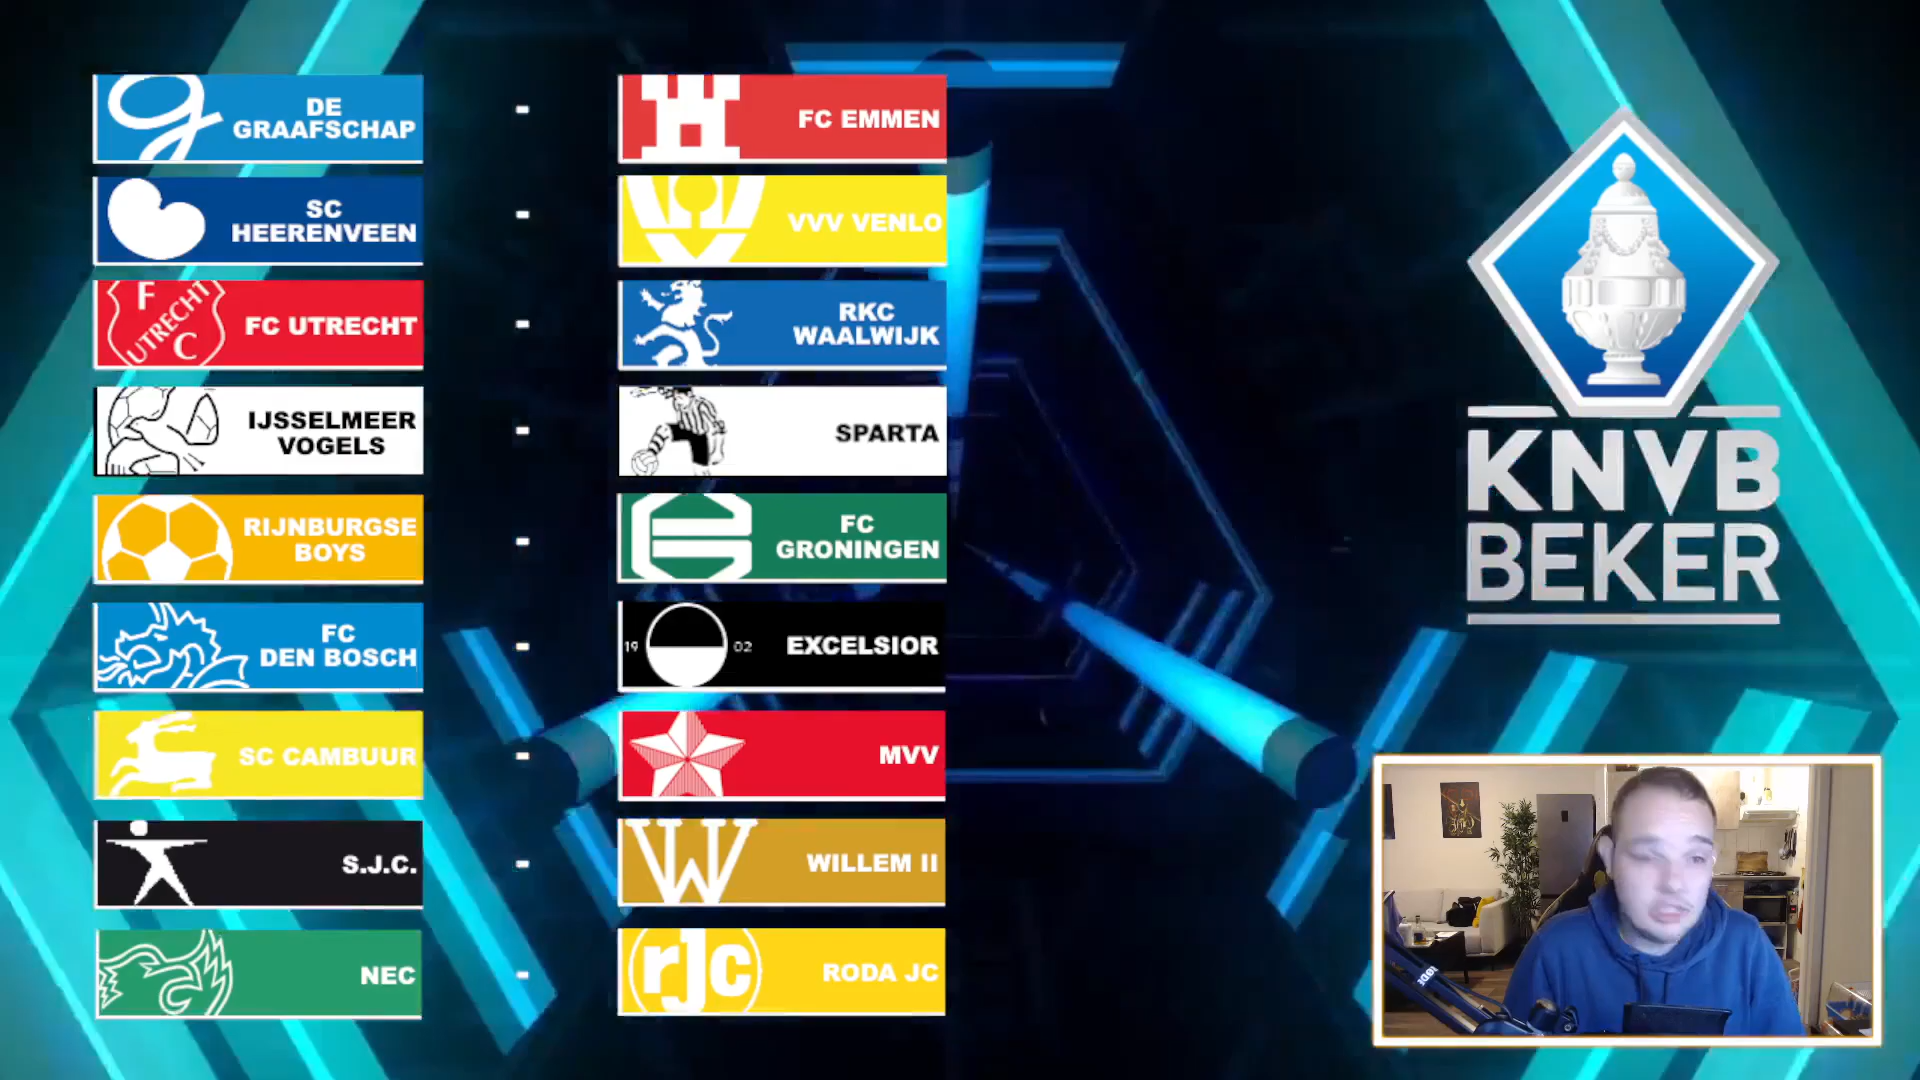 DE
GRAAFSCHAP
-
FC EMMEN
SC
HEERENVEEN
-
VVV VENLO
F
UTRECHT
C
FC UTRECHT
-
RKC
WAALWIJK
IJSSELMEER
VOGELS
-
SPARTA
RIJNBURGSE
BOYS
-
FC
GRONINGEN
FC
DEN BOSCH
-
19 02
EXCELSIOR
SC CAMBUUR
-
MVV
S.J.C.
-
W
WILLEM II
NEC
-
rJc
RODA JC
KNVB
BEKER
RØDE